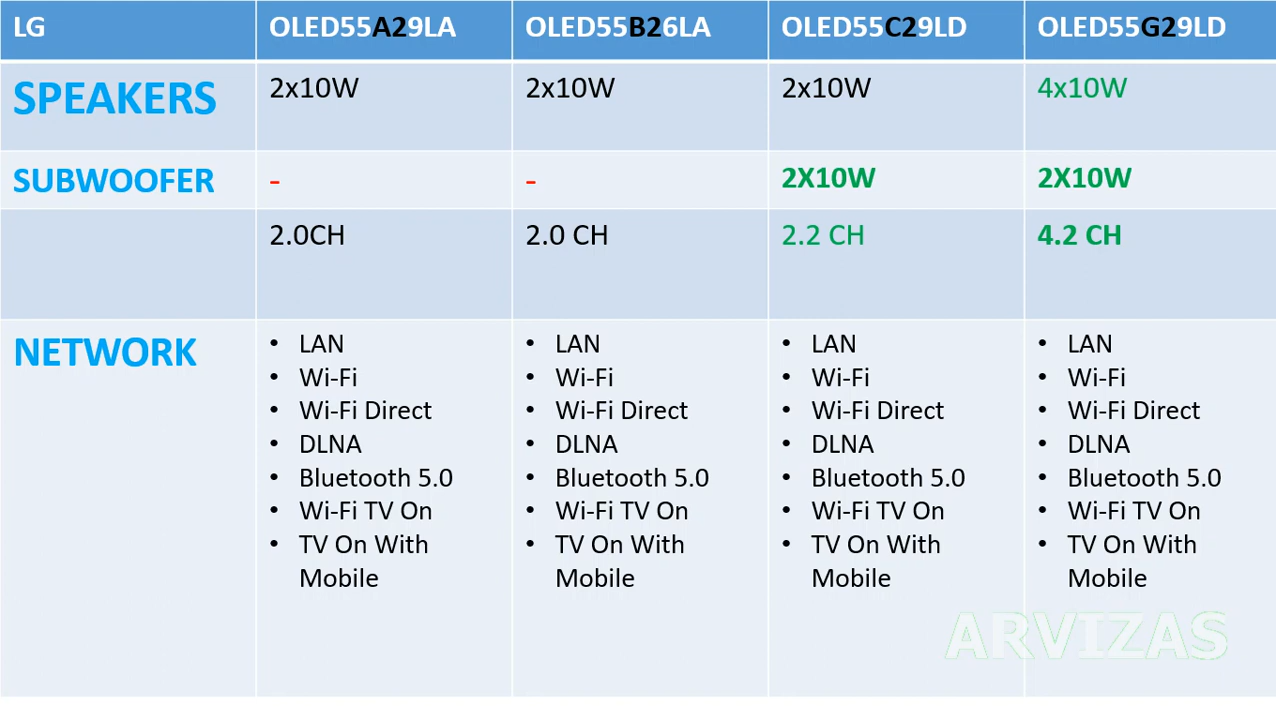 LG OLED55A29LA OLED55B26LA OLED55C29LD OLED55G29LD
SPEAKERS 2x10W 2x10W 2x10W 4x10W
SUBWOOFER - - 2X10W 2X10W
2.0CH 2.0 CH 2.2 CH 4.2 CH
NETWORK • LAN • LAN • LAN • LAN
• Wi-Fi • Wi-Fi • Wi-Fi • Wi-Fi
• Wi-Fi Direct • Wi-Fi Direct • Wi-Fi Direct • Wi-Fi Direct
• DLNA • DLNA • DLNA • DLNA
• Bluetooth 5.0 • Bluetooth 5.0 • Bluetooth 5.0 • Bluetooth 5.0
• Wi-Fi TV On • Wi-Fi TV On • Wi-Fi TV On • Wi-Fi TV On
• TV On With • TV On With • TV On With • TV On With
Mobile Mobile Mobile Mobile
ARVIZAS